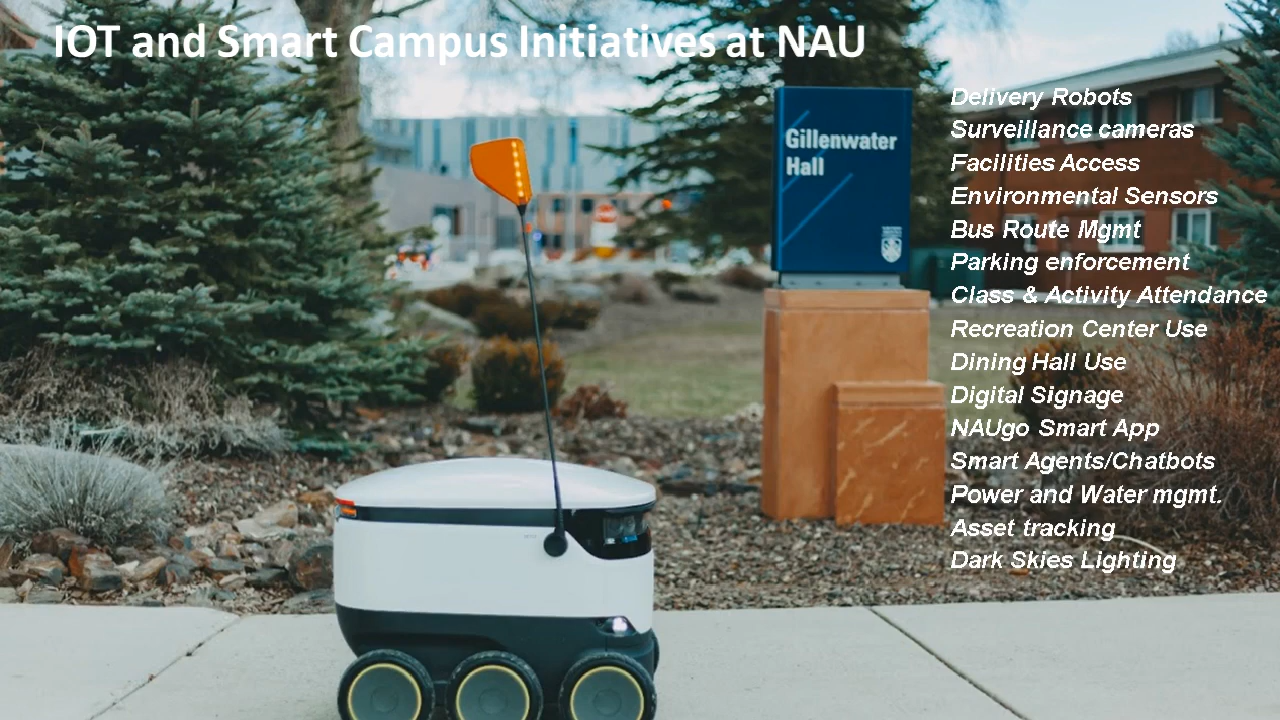 IOT and Smart Campus Initiatives at NAU
Gillenwater
Hall
Delivery Robots
Surveillance cameras
Facilities Access
Environmental Sensors
Bus Route Mgmt
Parking enforcement
Class & Activity Attendance
Recreation Center Use
Dining Hall Use
Digital Signage
NAUgo Smart App
Smart Agents/Chatbots
Power and Water mgmt.
Asset tracking
Dark Skies Lighting